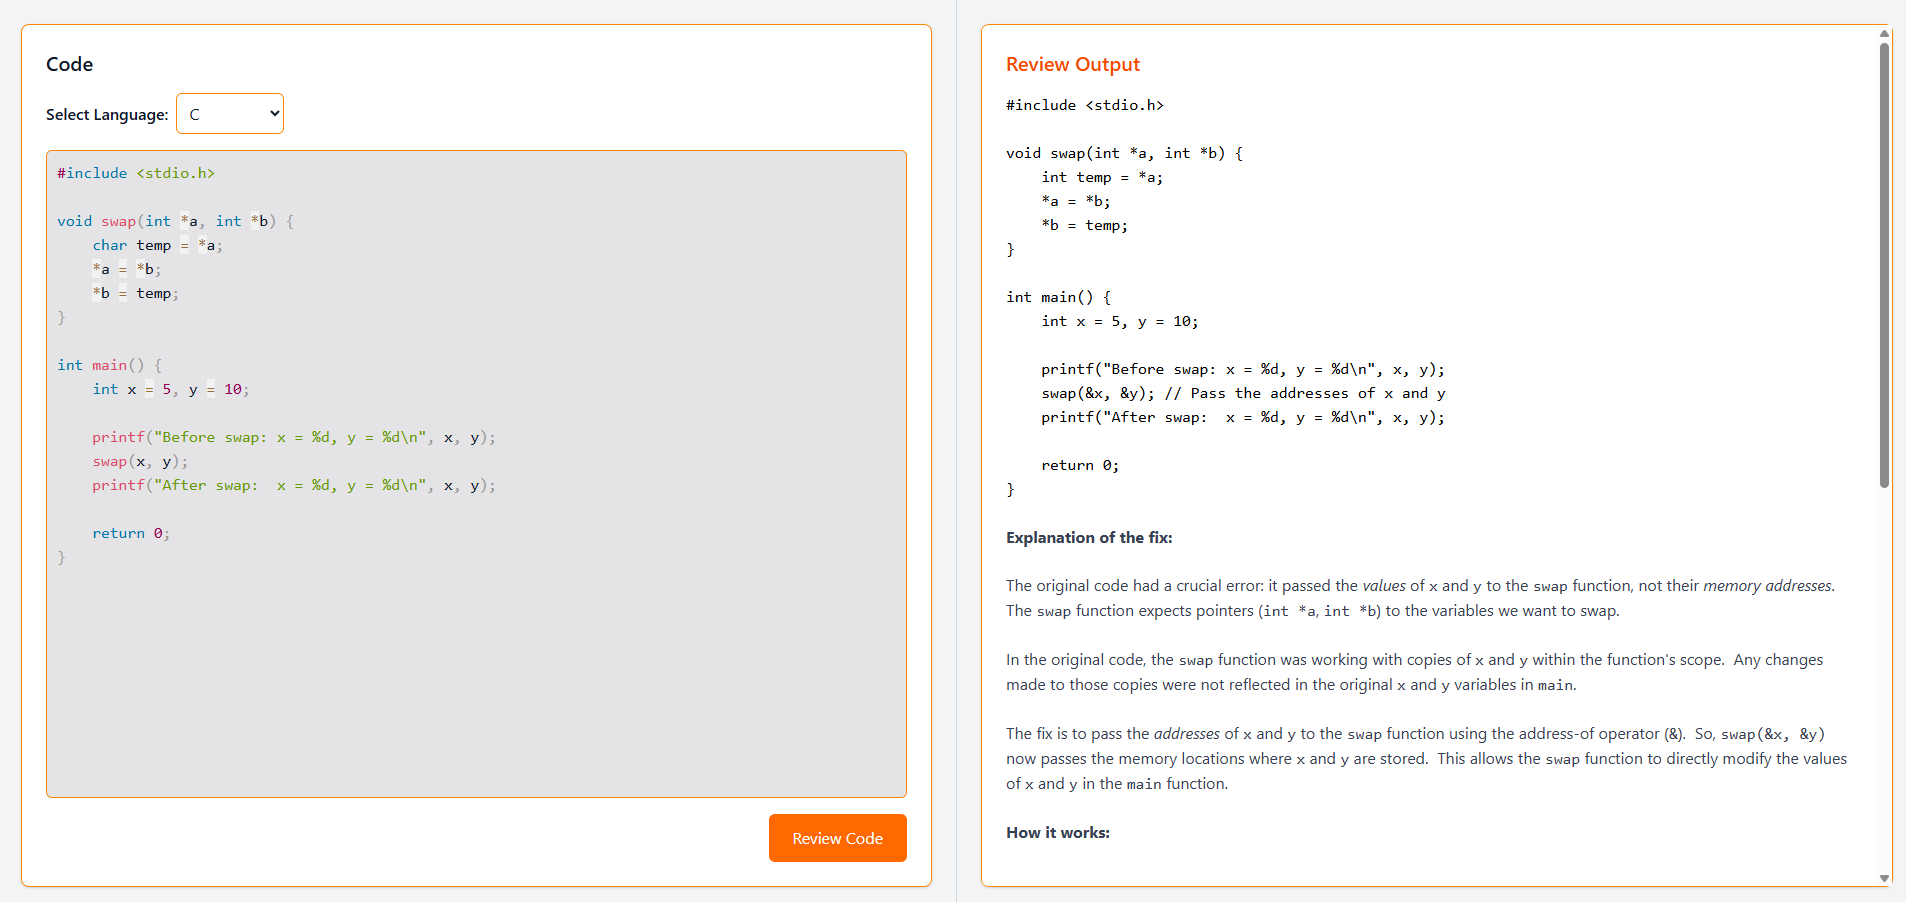 Code
Select Language: C
#include <stdio.h>
void swap(int *a, int *b) {
    char temp = *a;
    *a = *b;
    *b = temp;
}
int main() {
    int x = 5, y = 10;
    printf("Before swap: x = %d, y = %d\n", x, y);
    swap(x, y);
    printf("After swap:  x = %d, y = %d\n", x, y);
    return 0;
}
Review Code
Review Output
#include <stdio.h>
void swap(int *a, int *b) {
    int temp = *a;
    *a = *b;
    *b = temp;
}
int main() {
    int x = 5, y = 10;
    printf("Before swap: x = %d, y = %d\n", x, y);
    swap(&x, &y); // Pass the addresses of x and y
    printf("After swap:  x = %d, y = %d\n", x, y);
    return 0;
}
Explanation of the fix:
The original code had a crucial error: it passed the values of x and y to the swap function, not their memory addresses.
The swap function expects pointers (int *a, int *b) to the variables we want to swap.
In the original code, the swap function was working with copies of x and y within the function's scope.  Any changes
made to those copies were not reflected in the original x and y variables in main.
The fix is to pass the addresses of x and y to the swap function using the address-of operator (&).  So, swap(&x, &y)
now passes the memory locations where x and y are stored.  This allows the swap function to directly modify the values
of x and y in the main function.
How it works: